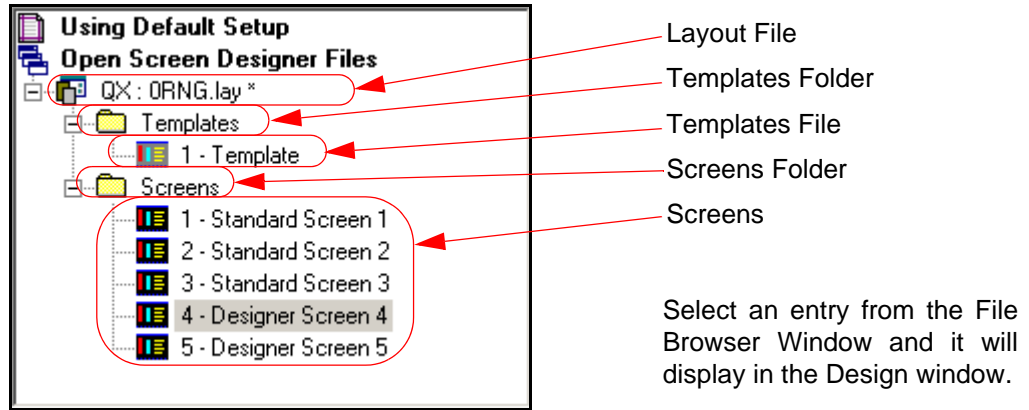 Using Default Setup
Open Screen Designer Files
QX : 0RNG.lay *
Templates
1 - Template
Screens
1 - Standard Screen 1
2 - Standard Screen 2
3 - Standard Screen 3
4 - Designer Screen 4
5 - Designer Screen 5
Layout File
Templates Folder
Templates File
Screens Folder
Screens
Select an entry from the File
Browser Window and it will
display in the Design window.